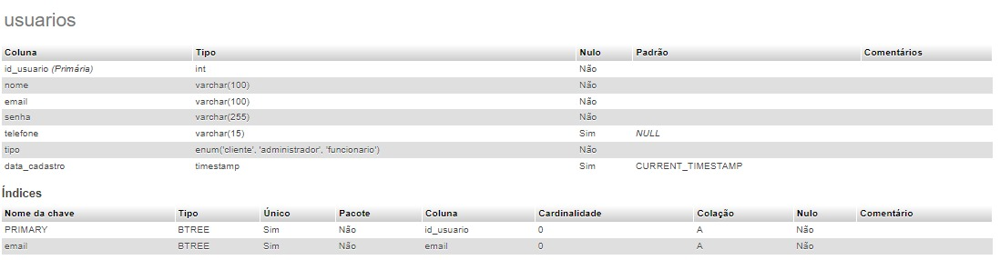 usuarios
Coluna Tipo Nulo Padrão Comentários
id_usuario (Primária) int Não
nome varchar(100) Não
email varchar(100) Não
senha varchar(255) Não
telefone varchar(15) Sim NULL
tipo enum('cliente', 'administrador', 'funcionario') Não
data_cadastro timestamp Sim CURRENT_TIMESTAMP
Índices
Nome da chave Tipo Único Pacote Coluna Cardinalidade Colação Nulo Comentário
PRIMARY BTREE Sim Não id_usuario 0 A Não
email BTREE Sim Não email 0 A Não